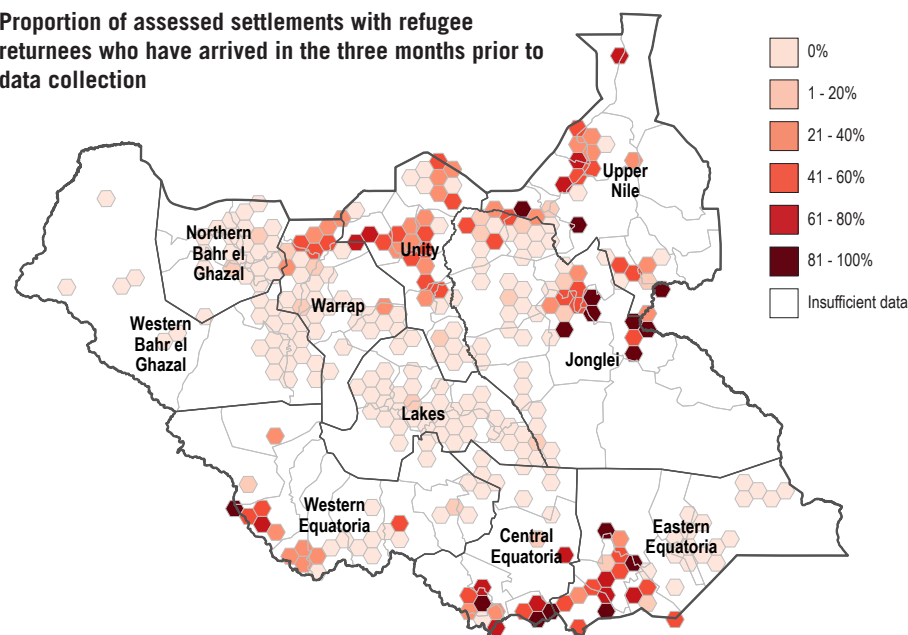 Proportion of assessed settlements with refugee
returnees who have arrived in the three months prior to
data collection
0%
1 - 20%
21 - 40%
41 - 60%
61 - 80%
81 - 100%
Insufficient data
Upper
Nile
Northern
Bahr el
Ghazal
Unity
Warrap
Western
Bahr el
Ghazal
Jonglei
Lakes
Western
Equatoria
Central
Equatoria
Eastern
Equatoria